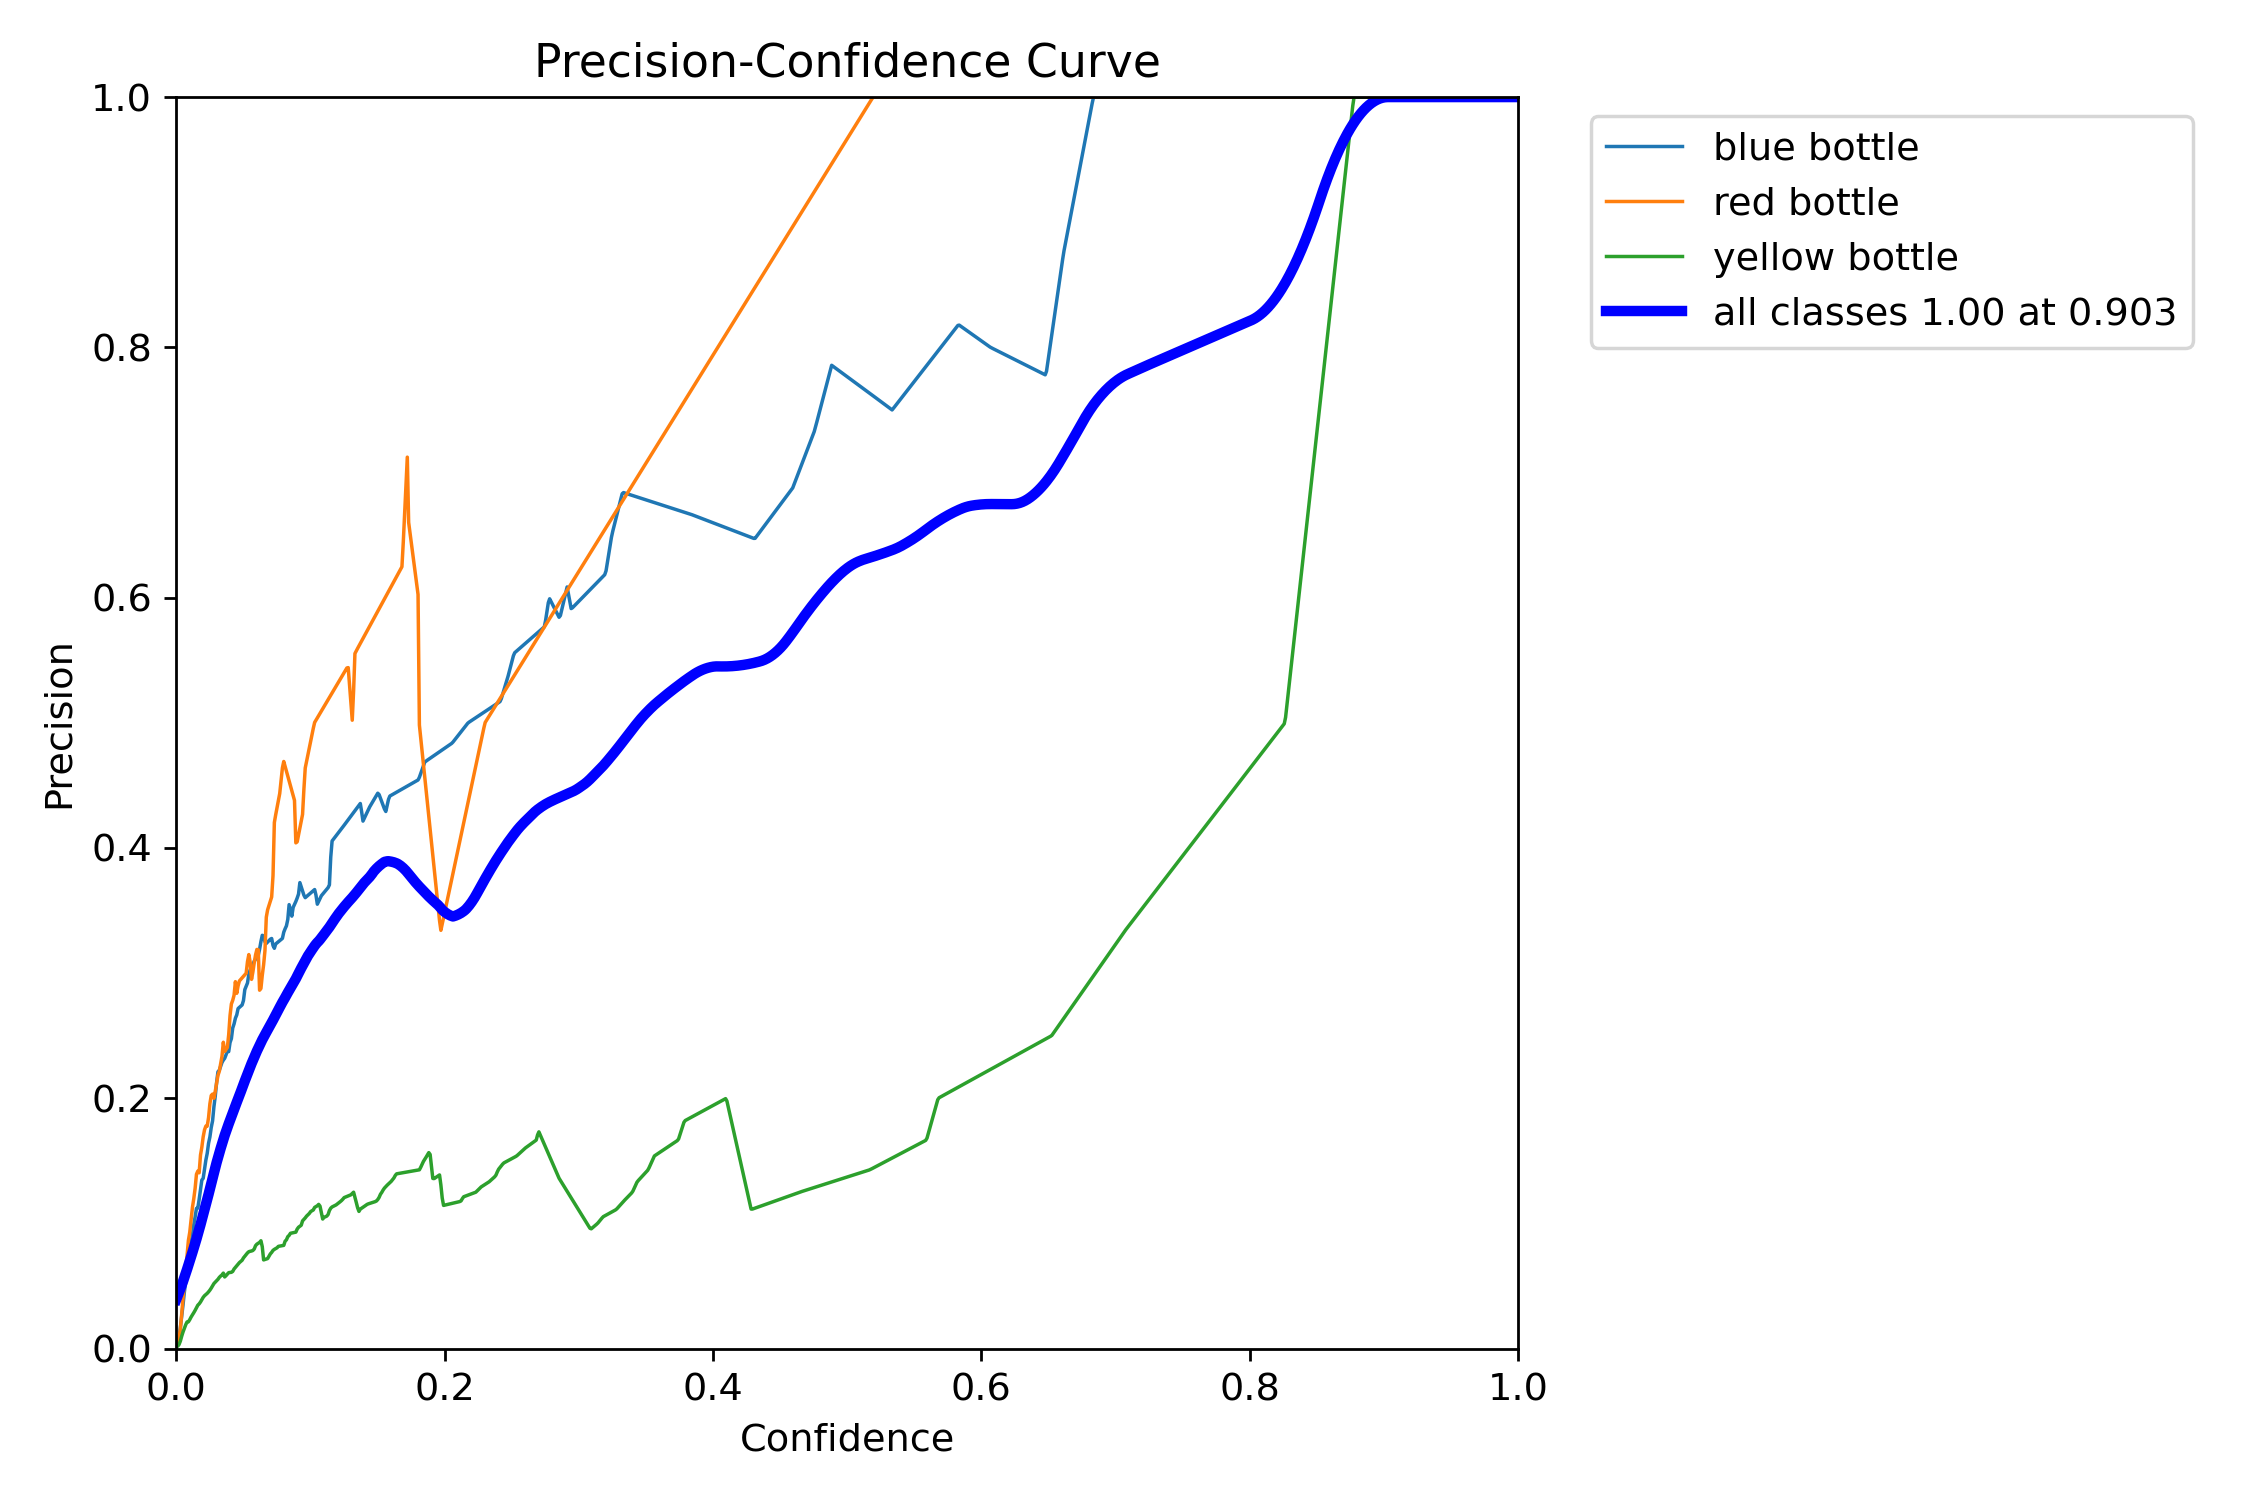 Precision-Confidence Curve
1.0
0.8
0.6
0.4
0.2
0.0
Precision
0.0 0.2 0.4 0.6 0.8 1.0
Confidence
blue bottle
red bottle
yellow bottle
all classes 1.00 at 0.903